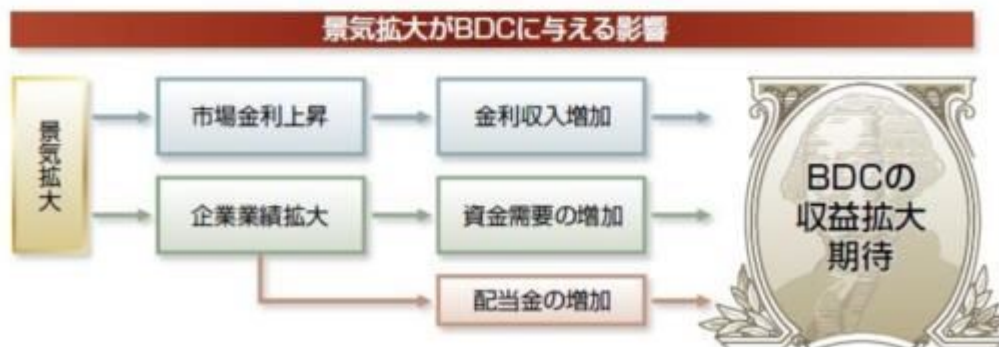 景気拡大がBDCに与える影響
景気拡大
市場金利上昇
金利収入増加
企業業績拡大
資金需要の増加
配当金の増加
BDCの
収益拡大
期待